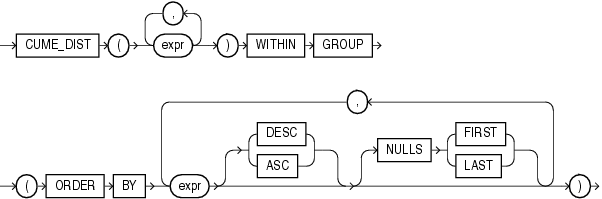 ,
CUME_DIST ( expr ) WITHIN GROUP
,
DESC FIRST
NULLS
ASC LAST
( ORDER BY expr )